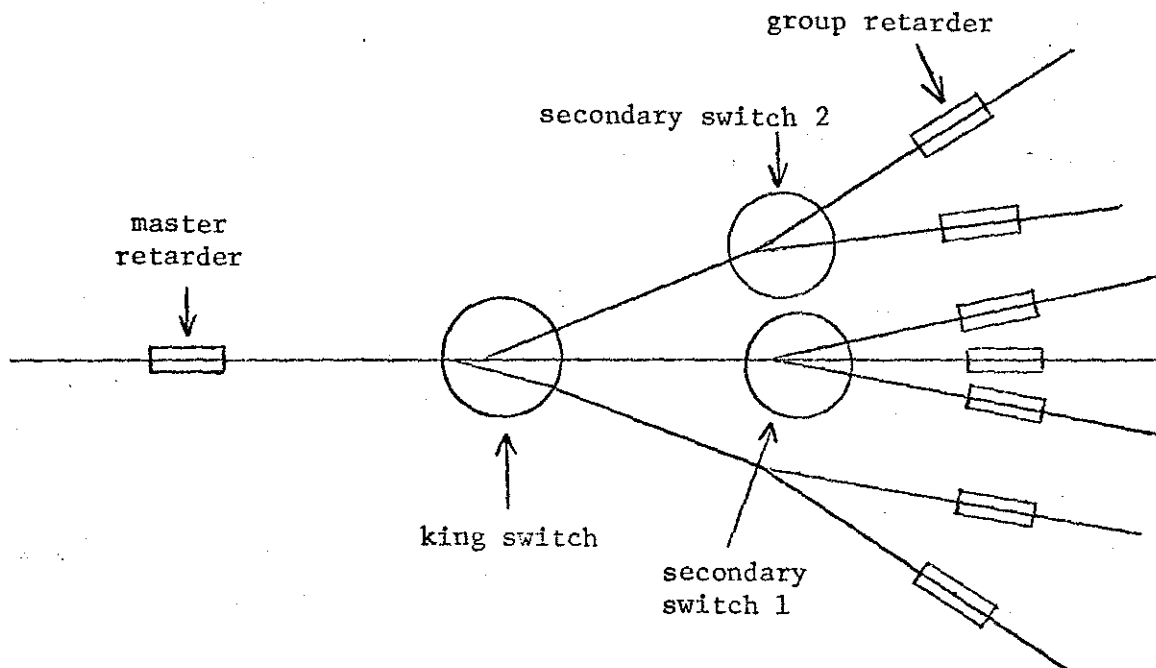 group retarder
secondary switch 2
master
retarder
king switch
secondary
switch 1